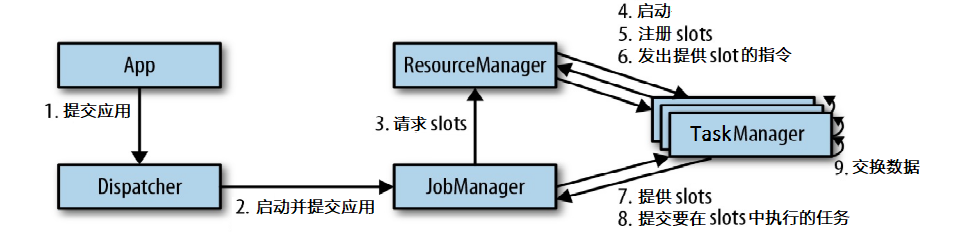 4. 启动
5. 注册 slots
6. 发出提供 slot 的指令
App
ResourceManager
1. 提交应用
3. 请求 slots
TaskManager
9. 交换数据
Dispatcher
JobManager
2. 启动并提交应用
7. 提供 slots
8. 提交要在 slots 中执行的任务